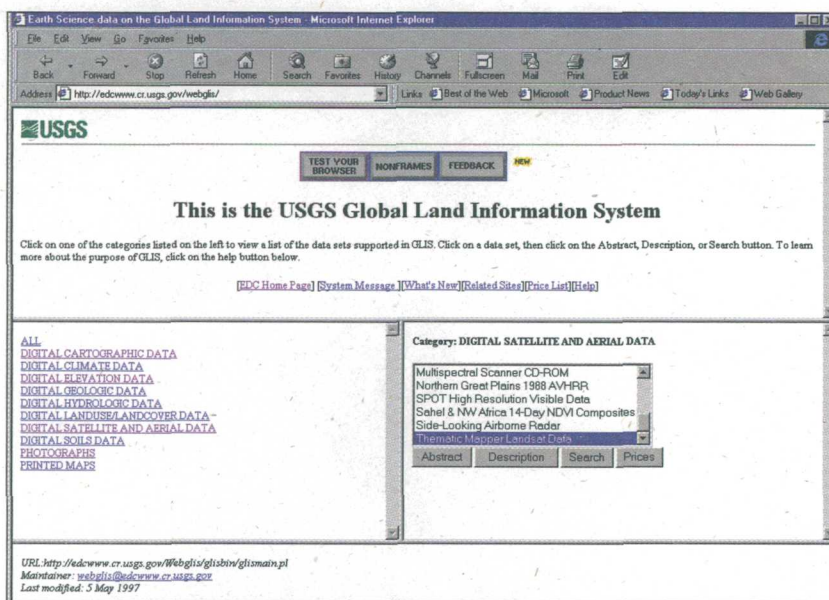 Earth Science data on the Global Land Information System - Microsoft Internet Explorer
File Edit View Go Favorites Help
Back Forward Stop Refresh Home Search Favorites History Channels Fullscreen Mail Print Edit
Address http://edcwww.cr.usgs.gov/webglis/ Links Best of the Web Microsoft Product News Today's Links Web Gallery
USGS
TEST YOUR BROWSER NONFRAMES FEEDBACK NEW
This is the USGS Global Land Information System
Click on one of the categories listed on the left to view a list of the data sets supported in GLIS. Click on a data set, then click on the Abstract, Description, or Search button. To learn
more about the purpose of GLIS, click on the help button below.
[EDC Home Page] [System Message ][What's New][Related Sites][Price List][Help]
ALL
DIGITAL CARTOGRAPHIC DATA
DIGITAL CLIMATE DATA
DIGITAL ELEVATION DATA
DIGITAL GEOLOGIC DATA
DIGITAL HYDROLOGIC DATA
DIGITAL LANDUSE/LANDCOVER DATA
DIGITAL SATELLITE AND AERIAL DATA
DIGITAL SOILS DATA
PHOTOGRAPHS
PRINTED MAPS
Category: DIGITAL SATELLITE AND AERIAL DATA
Multispectral Scanner CD-ROM
Northern Great Plains 1988 AVHRR
SPOT High Resolution Visible Data
Sahel & NW Africa 14-Day NDVI Composites
Side-Looking Airborne Radar
Thematic Mapper Landsat Data
Abstract Description Search Prices
URL:http://edcwww.cr.usgs.gov/Webglis/glisbin/glismain.pl
Maintainer: webglis@edcwww.cr.usgs.gov
Last modified: 5 May 1997